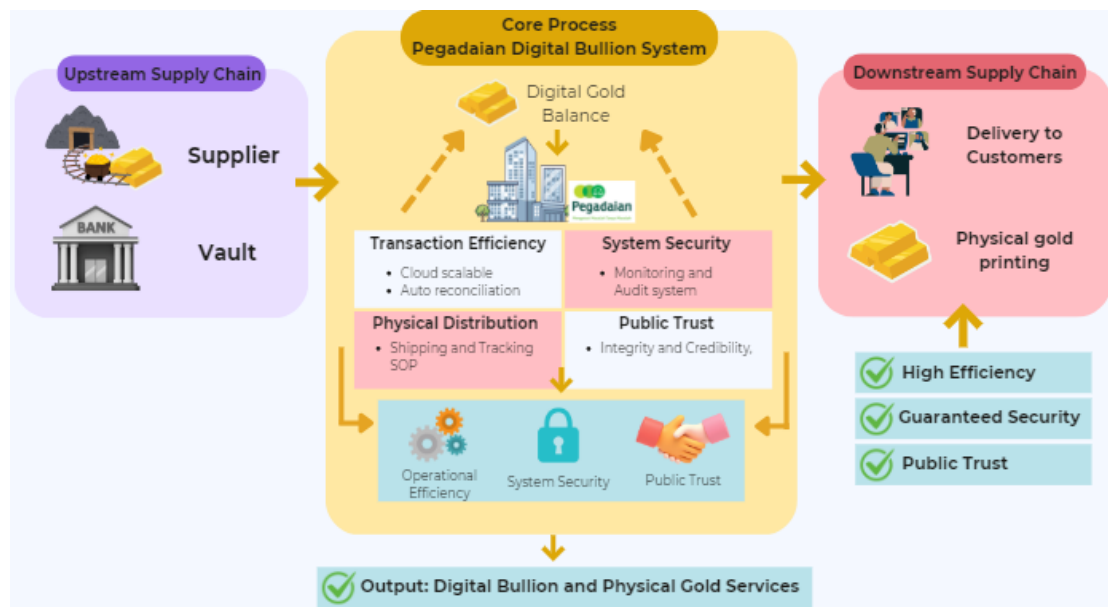 Core Process
Pegadaian Digital Bullion System
Upstream Supply Chain
Supplier
BANK
Vault
Digital Gold
Balance
Pegadaian
Transaction Efficiency
• Cloud scalable
• Auto reconciliation
System Security
• Monitoring and
Audit system
Physical Distribution
• Shipping and Tracking
SOP
Public Trust
• Integrity and Credibility,
Operational
Efficiency
System Security
Public Trust
Output: Digital Bullion and Physical Gold Services
Downstream Supply Chain
Delivery to
Customers
Physical gold
printing
High Efficiency
Guaranteed Security
Public Trust